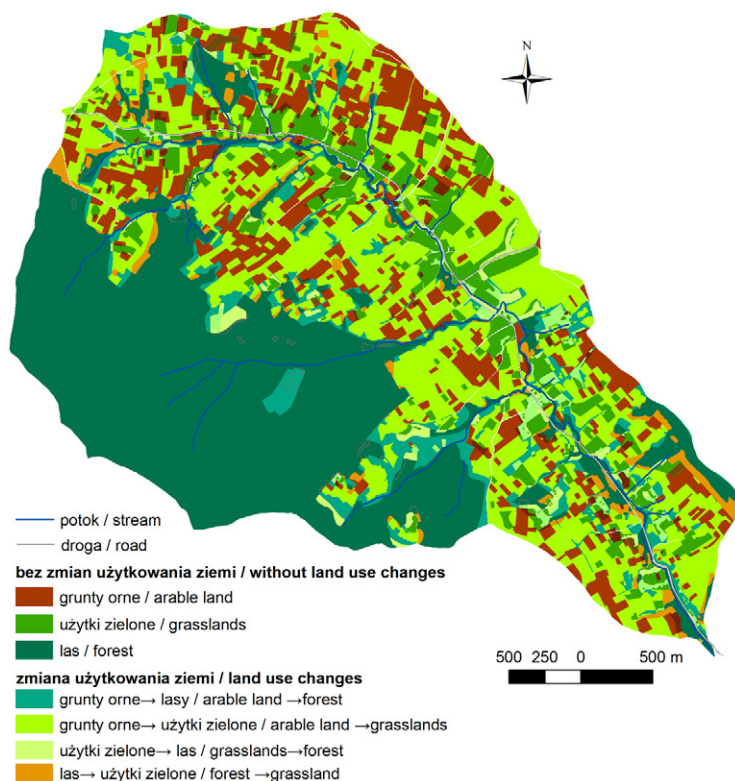 N
potok / stream
droga / road
bez zmian użytkowania ziemi / without land use changes
grunty orne / arable land
użytki zielone / grasslands
las / forest
zmiana użytkowania ziemi / land use changes
grunty orne→ lasy / arable land →forest
grunty orne→ użytki zielone / arable land →grasslands
użytki zielone→ las / grasslands→forest
las→ użytki zielone / forest →grassland
500 250 0 500 m